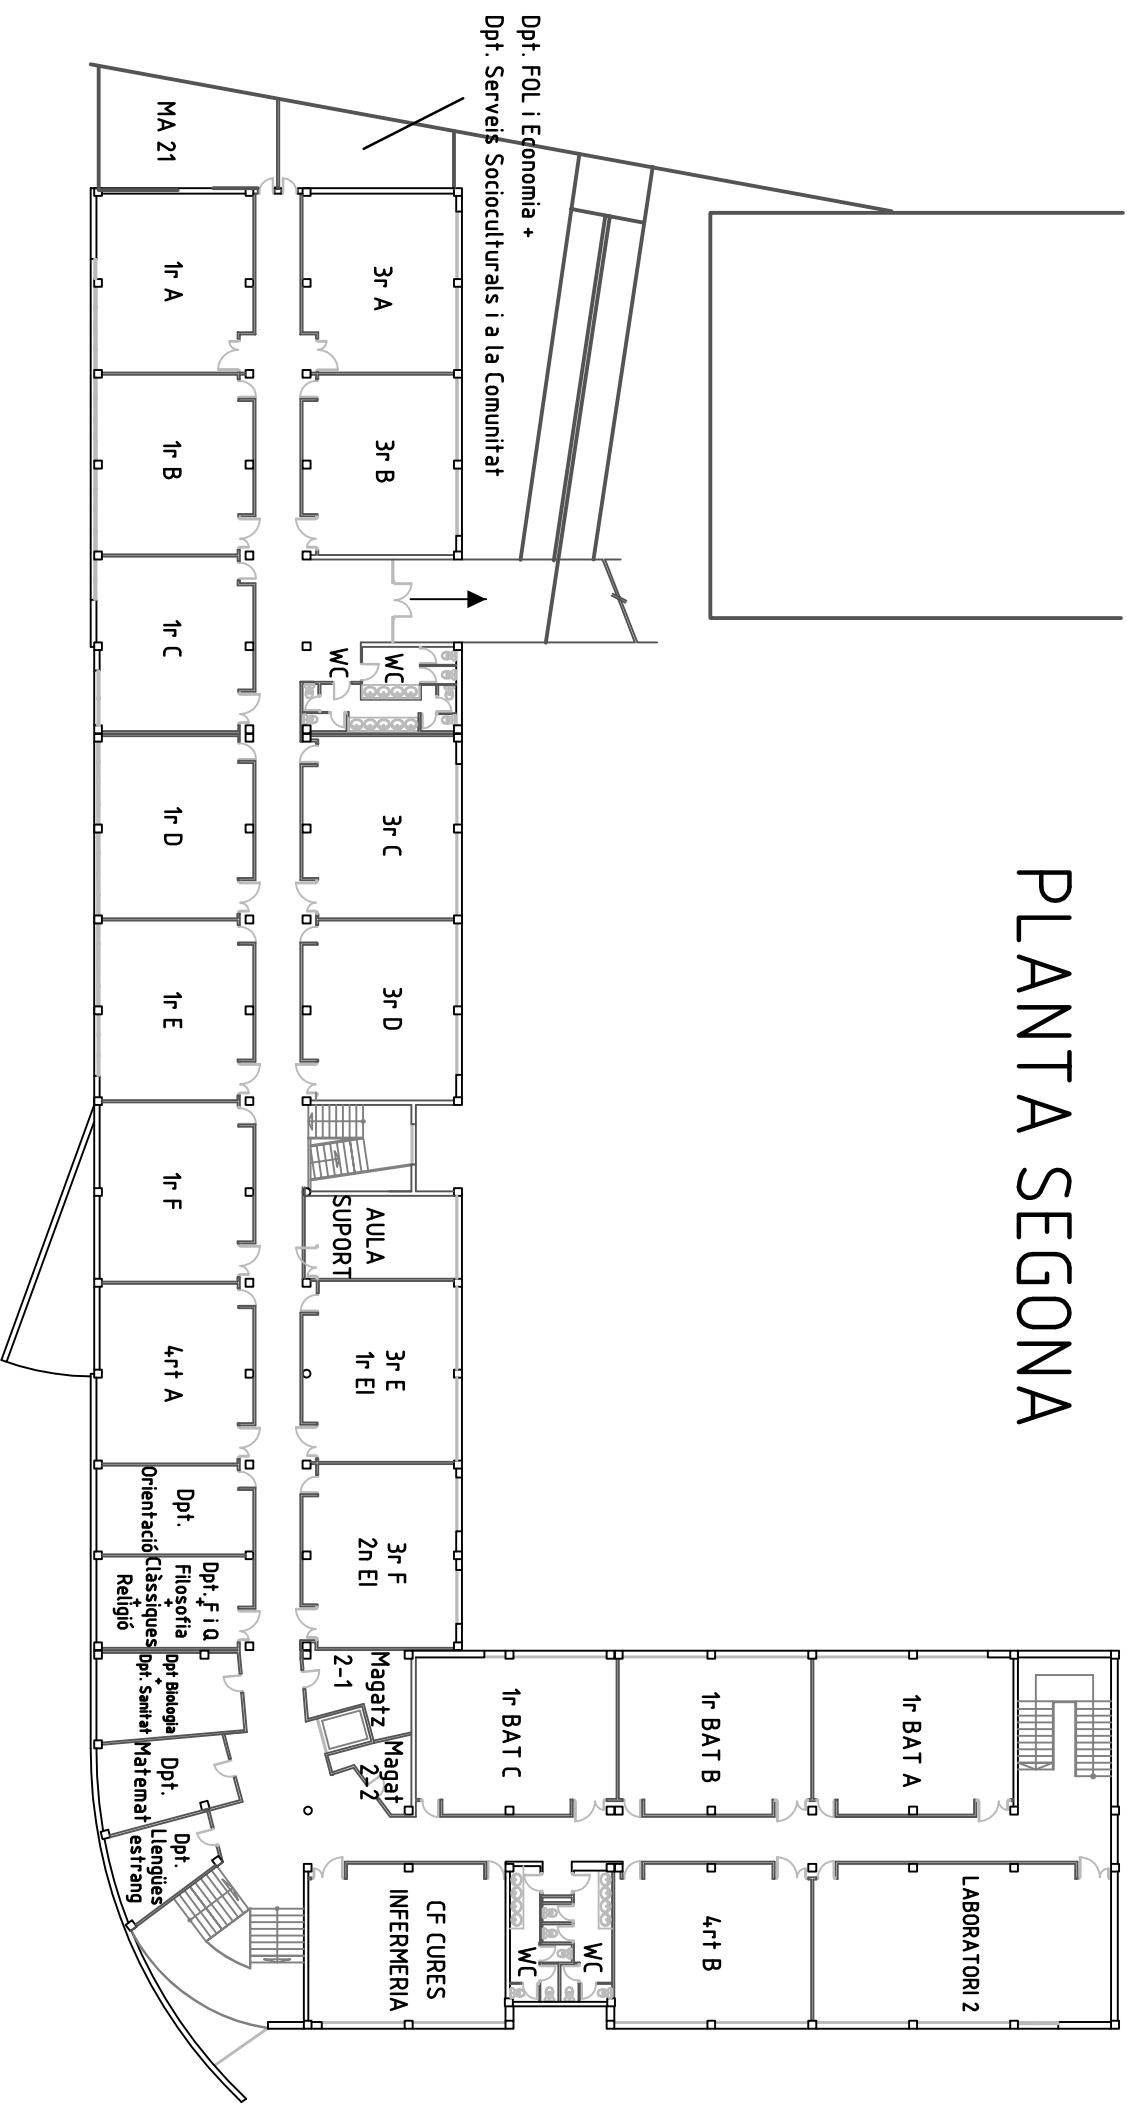 PLANTA SEGONA
Dpt. FOL i Economia +
Dpt. Serveis Socioculturals i a la Comunitat
MA 21
3r A
3r B
WC
WC
3r C
3r D
AULA
SUPORT
3r E
1r EI
3r F
2n EI
Magatz
2-1
Magat
2-2
1r A
1r B
1r C
1r D
1r E
1r F
4rt A
Dpt.
Orientació
Dpt. F i Q
+
Filosofia
+
Clàssiques
+
Religió
Dpt Biologia
+
Dpt. Sanitat
Dpt.
Matemat
Dpt.
Llengües
estrang
1r BAT A
1r BAT B
1r BAT C
LABORATORI 2
4rt B
WC
WC
CF CURES
INFERMERIA